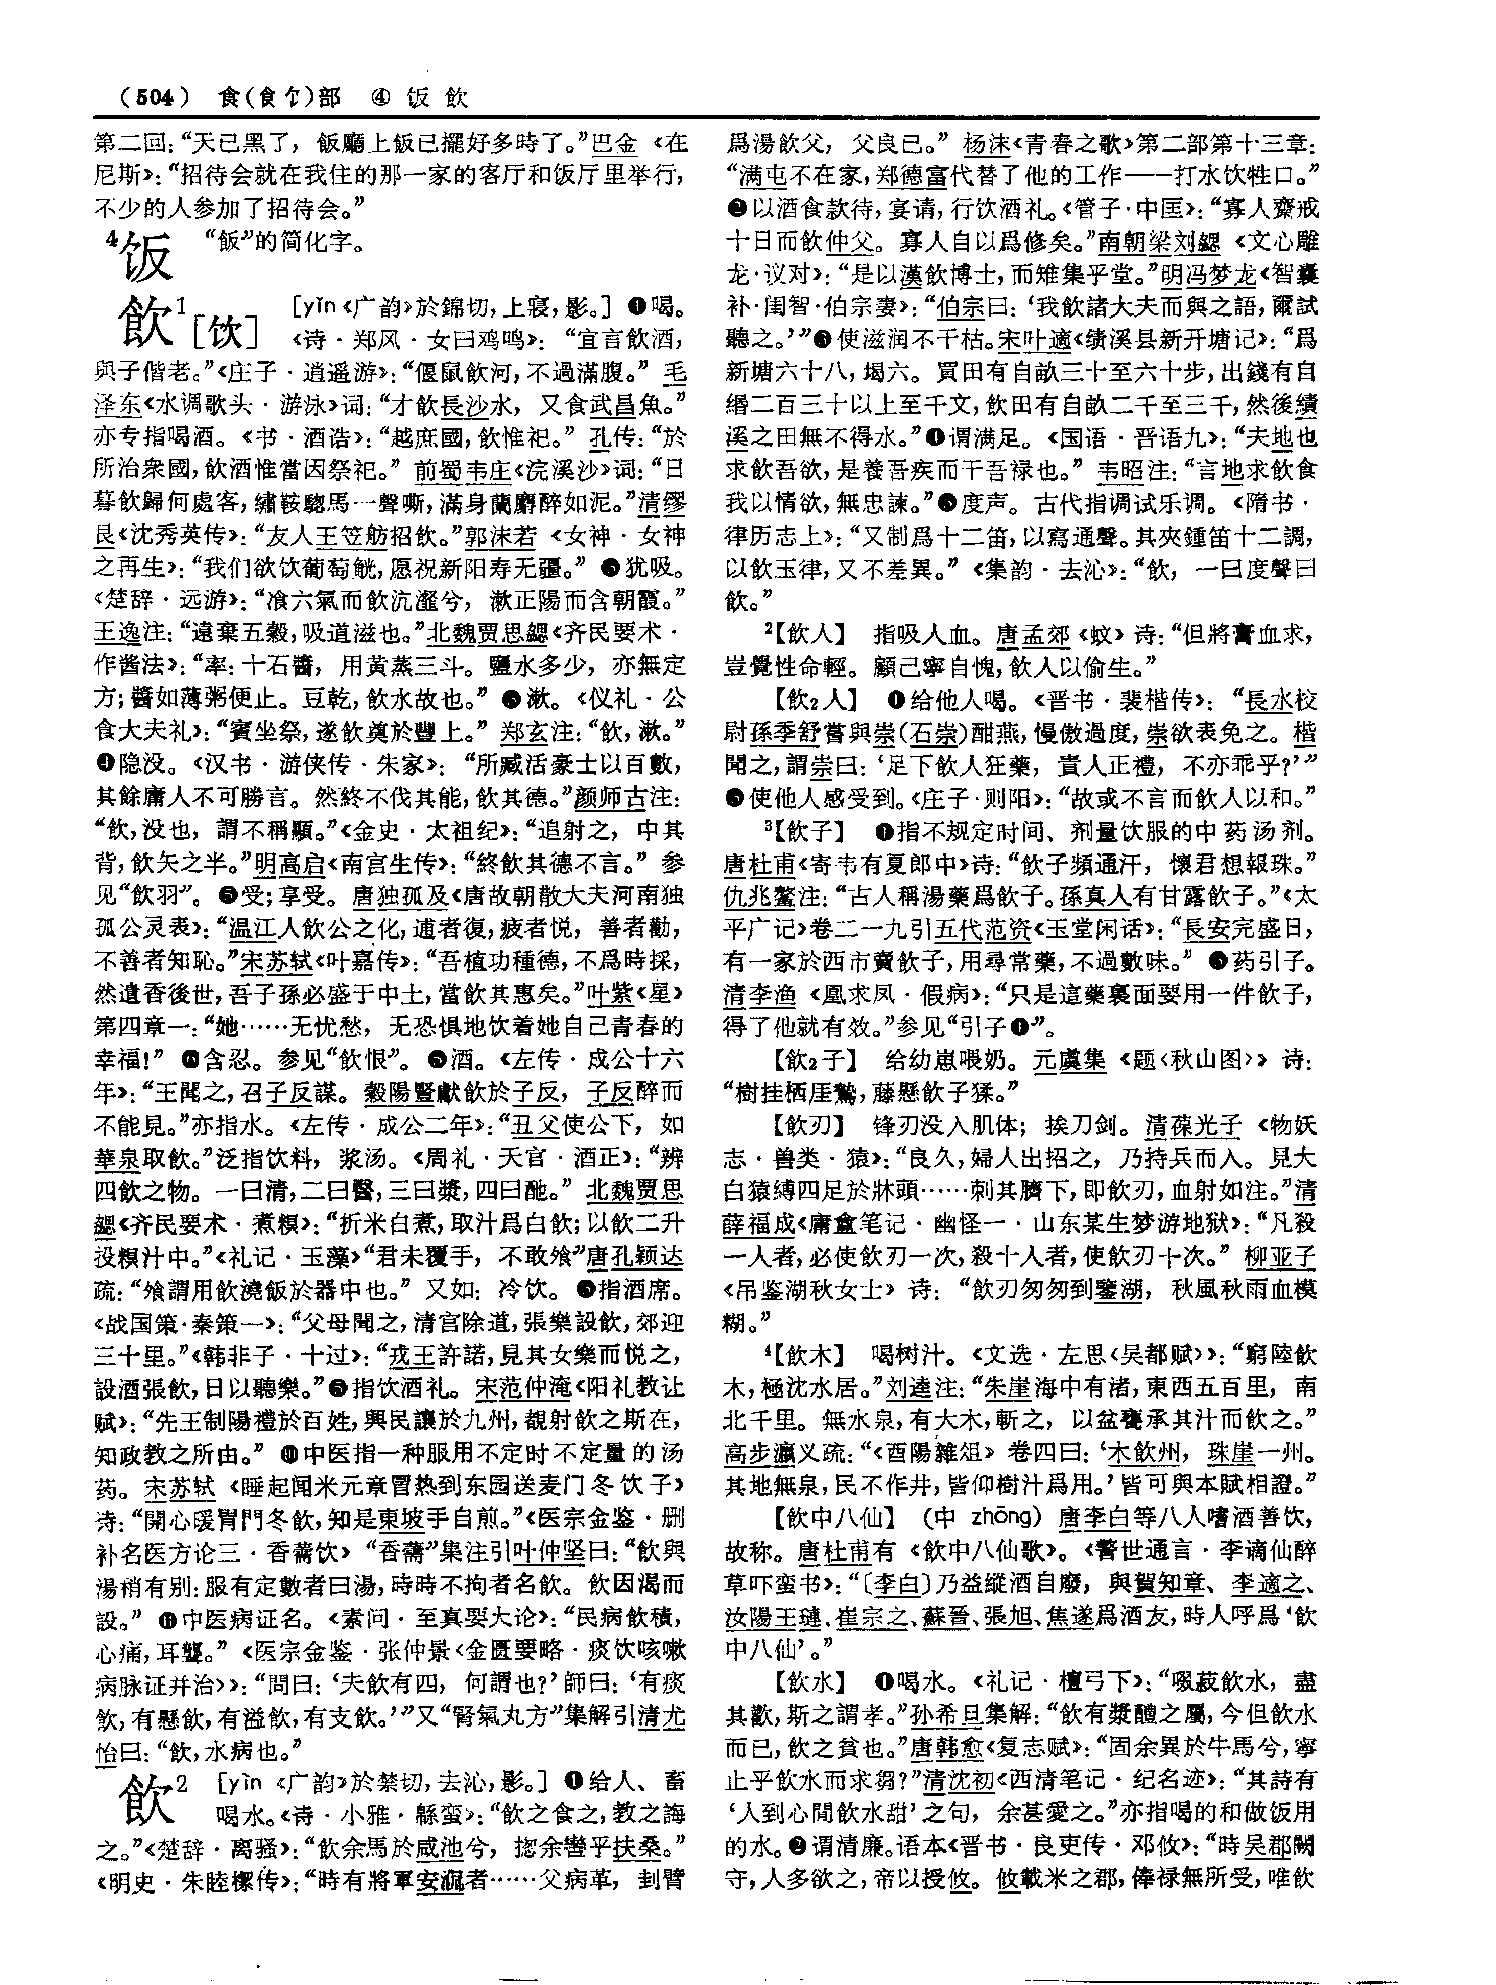 （504） 食(飠饣)部 ④ 饭 飲
第二回：“天已黑了，飯廳上飯已擺好多時了。”巴金《在
尼斯》：“招待会就在我住的那一家的客厅和饭厅里举行，
不少的人参加了招待会。”
4饭 “飯”的简化字。
飲1[饮] [yǐn《广韵》於錦切，上寑，影。] ❶喝。
《诗·郑风·女曰鸡鸣》：“宜言飲酒，
與子偕老。”《庄子·逍遥游》：“偃鼠飲河，不過滿腹。”毛
泽东《水调歌头·游泳》词：“才飲長沙水，又食武昌魚。”
亦专指喝酒。《书·酒诰》：“越庶國，飲惟祀。”孔传：“於
所治衆國，飲酒惟當因祭祀。”前蜀韦庄《浣溪沙》词：“日
暮飲歸何處客，繡鞍驄馬一聲嘶，滿身蘭麝醉如泥。”清缪
艮《沈秀英传》：“友人王笠舫招飲。”郭沫若《女神·女神
之再生》：“我们欲饮葡萄觥，愿祝新阳寿无疆。”❷犹吸。
《楚辞·远游》：“飡六氣而飲沆瀣兮，漱正陽而含朝霞。”
王逸注：“遠棄五穀，吸道滋也。”北魏贾思勰《齐民要术·
作酱法》：“率：十石醬，用黃蒸三斗。鹽水多少，亦無定
方；醬如薄粥便止。豆乾，飲水故也。”❸漱。《仪礼·公
食大夫礼》：“賓坐祭，遂飲奠於豐上。”郑玄注：“飲，漱。”
❹隐没。《汉书·游侠传·朱家》：“所臧活豪士以百數，
其餘庸人不可勝言。然終不伐其能，飲其德。”颜师古注：
“飲，没也，謂不稱顯。”《金史·太祖纪》：“追射之，中其
背，飲矢之半。”明高启《南宫生传》：“終飲其德不言。”参
见“飲羽”。❺受；享受。唐独孤及《唐故朝散大夫河南独
孤公灵表》：“温江人飲公之化，逋者復，疲者悦，善者勸，
不善者知恥。”宋苏轼《叶嘉传》：“吾植功種德，不爲時採，
然遺香後世，吾子孫必盛于中土，當飲其惠矣。”叶紫《星》
第四章一：“她……无忧愁，无恐惧地饮着她自己青春的
幸福！”❻含忍。参见“飲恨”。❼酒。《左传·成公十六
年》：“王聞之，召子反謀。穀陽豎獻飲於子反，子反醉而
不能見。”亦指水。《左传·成公二年》：“丑父使公下，如
華泉取飲。”泛指饮料，浆汤。《周礼·天官·酒正》：“辨
四飲之物。一曰清，二曰醫，三曰漿，四曰酏。”北魏贾思
勰《齐民要术·煮糗》：“折米白煮，取汁爲白飲；以飲二升
投糗汁中。”《礼记·玉藻》“君未覆手，不敢飧”唐孔颖达
疏：“飧謂用飲澆飯於器中也。”又如：冷饮。❽指酒席。
《战国策·秦策一》：“父母聞之，清宫除道，張樂設飲，郊迎
三十里。”《韩非子·十过》：“戎王許諾，見其女樂而悦之，
設酒張飲，日以聽樂。”❾指饮酒礼。宋范仲淹《阳礼教让
赋》：“先王制陽禮於百姓，興民讓於九州，覩射飲之斯在，
知政教之所由。”❿中医指一种服用不定时不定量的汤
药。宋苏轼《睡起闻米元章冒热到东园送麦门冬饮子》
诗：“開心暖胃門冬飲，知是東坡手自煎。”《医宗金鉴·删
补名医方论三·香薷饮》“香薷”集注引叶仲坚曰：“飲與
湯稍有别：服有定數者曰湯，時時不拘者名飲。飲因渴而
設。”⓫中医病证名。《素问·至真要大论》：“民病飲積，
心痛，耳聾。”《医宗金鉴·张仲景〈金匮要略·痰饮咳嗽
病脉证并治〉》：“問曰：‘夫飲有四，何謂也？’師曰：‘有痰
飲，有懸飲，有溢飲，有支飲。’”又“腎氣丸方”集解引清尤
怡曰：“飲，水病也。”
飲2 [yìn《广韵》於禁切，去沁，影。] ❶给人、畜
喝水。《诗·小雅·緜蛮》：“飲之食之，教之誨
之。”《楚辞·离骚》：“飲余馬於咸池兮，摠余轡乎扶桑。”
《明史·朱睦㮮传》：“時有將軍安𣵀者……父病革，刲臂
爲湯飲父，父良已。”杨沫《青春之歌》第二部第十三章：
“满屯不在家，郑德富代替了他的工作——打水饮牲口。”
❷以酒食款待，宴请，行饮酒礼。《管子·中匡》：“寡人齋戒
十日而飲仲父。寡人自以爲修矣。”南朝梁刘勰《文心雕
龙·议对》：“是以漢飲博士，而雉集乎堂。”明冯梦龙《智囊
补·闺智·伯宗妻》：“伯宗曰：‘我飲諸大夫而與之語，爾試
聽之。’”❸使滋润不干枯。宋叶適《绩溪县新开塘记》：“爲
新塘六十八，堨六。買田有自畝三十至六十步，出錢有自
緡二百三十以上至千文，飲田有自畝二千至三千，然後績
溪之田無不得水。”❹谓满足。《国语·晋语九》：“夫地也
求飲吾欲，是養吾疾而干吾禄也。”韦昭注：“言地求飲食
我以情欲，無忠諫。”❺度声。古代指调试乐调。《隋书·
律历志上》：“又制爲十二笛，以寫通聲。其夾鍾笛十二調，
以飲玉律，又不差異。”《集韵·去沁》：“飲，一曰度聲曰
飲。”
2【飲人】 指吸人血。唐孟郊《蚊》诗：“但將膏血求，
豈覺性命輕。顧己寧自愧，飲人以偷生。”
【飲2人】 ❶给他人喝。《晋书·裴楷传》：“長水校
尉孫季舒嘗與崇（石崇）酣燕，慢傲過度，崇欲表免之。楷
聞之，謂崇曰：‘足下飲人狂藥，責人正禮，不亦乖乎？’”
❷使他人感受到。《庄子·则阳》：“故或不言而飲人以和。”
3【飲子】 ❶指不规定时间、剂量饮服的中药汤剂。
唐杜甫《寄韦有夏郎中》诗：“飲子頻通汗，懷君想報珠。”
仇兆鳌注：“古人稱湯藥爲飲子。孫真人有甘露飲子。”《太
平广记》卷二一九引五代范资《玉堂闲话》：“長安完盛日，
有一家於西市賣飲子，用尋常藥，不過數味。”❷药引子。
清李渔《凰求凤·假病》：“只是這藥裏面要用一件飲子，
得了他就有效。”参见“引子❶”。
【飲2子】 给幼崽喂奶。元虞集《题〈秋山图〉》诗：
“樹挂栖厓鶩，藤懸飲子猱。”
【飲刃】 锋刃没入肌体；挨刀剑。清葆光子《物妖
志·兽类·猿》：“良久，婦人出招之，乃持兵而入。見大
白猿縛四足於牀頭……刺其臍下，即飲刃，血射如注。”清
薛福成《庸盦笔记·幽怪一·山东某生梦游地狱》：“凡殺
一人者，必使飲刃一次，殺十人者，使飲刃十次。”柳亚子
《吊鉴湖秋女士》诗：“飲刃匆匆到鑒湖，秋風秋雨血模
糊。”
4【飲木】 喝树汁。《文选·左思〈吴都赋〉》：“窮陸飲
木，極沈水居。”刘逵注：“朱崖海中有渚，東西五百里，南
北千里。無水泉，有大木，斬之，以盆甕承其汁而飲之。”
高步瀛义疏：“《酉陽雜俎》卷四曰：‘木飲州，珠崖一州。
其地無泉，民不作井，皆仰樹汁爲用。’皆可與本賦相證。”
【飲中八仙】 （中 zhōng）唐李白等八人嗜酒善饮，
故称。唐杜甫有《飲中八仙歌》。《警世通言·李谪仙醉
草吓蛮书》：“〔李白〕乃益縱酒自廢，與賀知章、李適之、
汝陽王璡、崔宗之、蘇晉、張旭、焦遂爲酒友，時人呼爲‘飲
中八仙’。”
【飲水】 ❶喝水。《礼记·檀弓下》：“啜菽飲水，盡
其歡，斯之謂孝。”孙希旦集解：“飲有漿醴之屬，今但飲水
而已，飲之貧也。”唐韩愈《复志赋》：“固余異於牛馬兮，寧
止乎飲水而求芻？”清沈初《西清笔记·纪名迹》：“其詩有
‘人到心閒飲水甜’之句，余甚愛之。”亦指喝的和做饭用
的水。❷谓清廉。语本《晋书·良吏传·邓攸》：“時吴郡闕
守，人多欲之，帝以授攸。攸載米之郡，俸禄無所受，唯飲